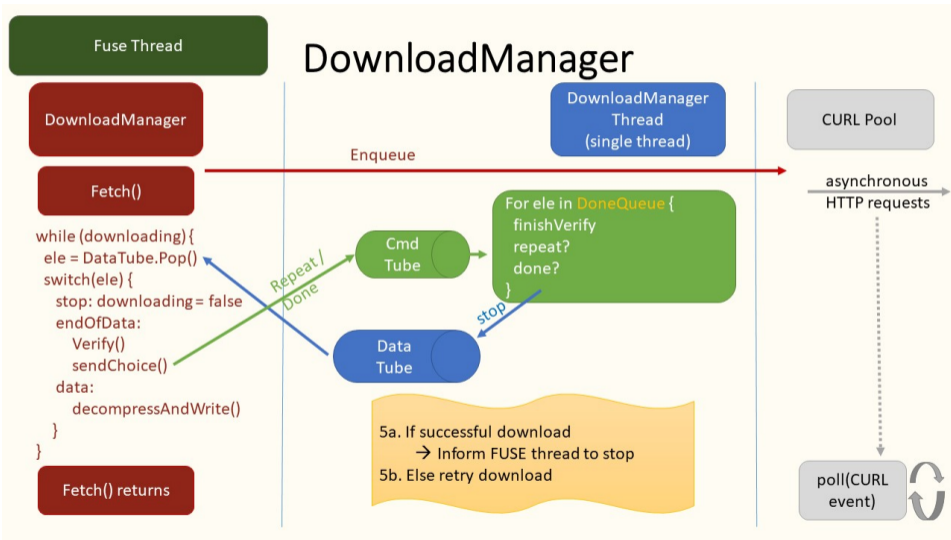 Fuse Thread
DownloadManager
DownloadManager
Fetch()
while (downloading) {
ele = DataTube.Pop()
switch(ele) {
stop: downloading = false
endOfData:
Verify()
sendChoice()
data:
decompressAndWrite()
}
}
Fetch() returns
DownloadManager
Thread
(single thread)
Enqueue
Repeat /
Done
Cmd
Tube
For ele in DoneQueue {
finishVerify
repeat?
done?
}
stop
Data
Tube
5a. If successful download
→ Inform FUSE thread to stop
5b. Else retry download
CURL Pool
asynchronous
HTTP requests
poll(CURL
event)